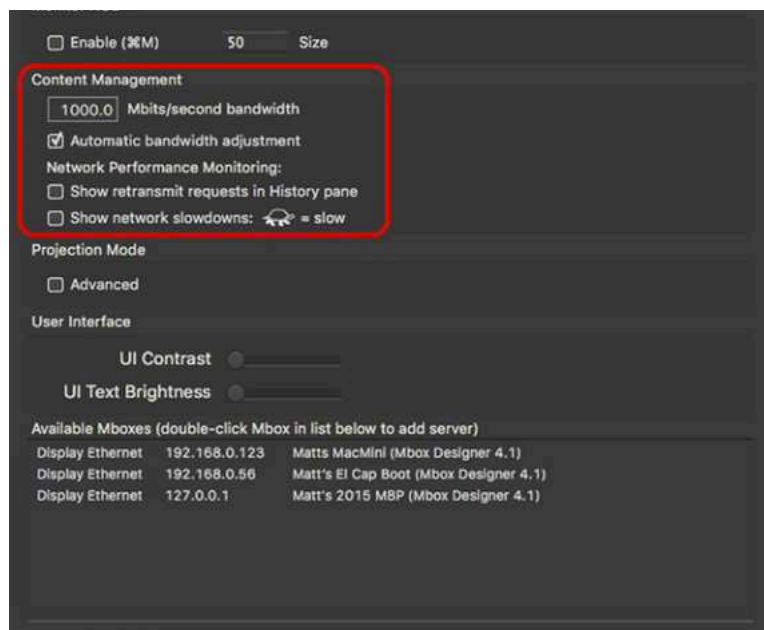 Enable (⌘M) 50 Size
Content Management
1000.0 Mbits/second bandwidth
Automatic bandwidth adjustment
Network Performance Monitoring:
Show retransmit requests in History pane
Show network slowdowns: = slow
Projection Mode
Advanced
User Interface
UI Contrast
UI Text Brightness
Available Mboxes (double-click Mbox in list below to add server)
Display Ethernet 192.168.0.123 Matts MacMini (Mbox Designer 4.1)
Display Ethernet 192.168.0.56 Matt's El Cap Boot (Mbox Designer 4.1)
Display Ethernet 127.0.0.1 Matt's 2015 MBP (Mbox Designer 4.1)